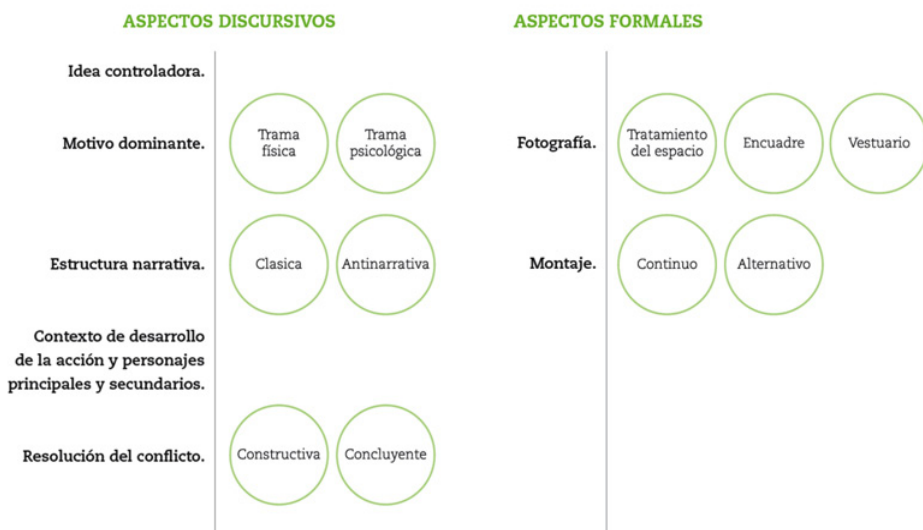 ASPECTOS DISCURSIVOS
Idea controladora.
Motivo dominante.
Trama
física
Trama
psicológica
Estructura narrativa.
Clasica
Antinarrativa
Contexto de desarrollo
de la acción y personajes
principales y secundarios.
Resolución del conflicto.
Constructiva
Concluyente
ASPECTOS FORMALES
Fotografía.
Tratamiento
del espacio
Encuadre
Vestuario
Montaje.
Continuo
Alternativo